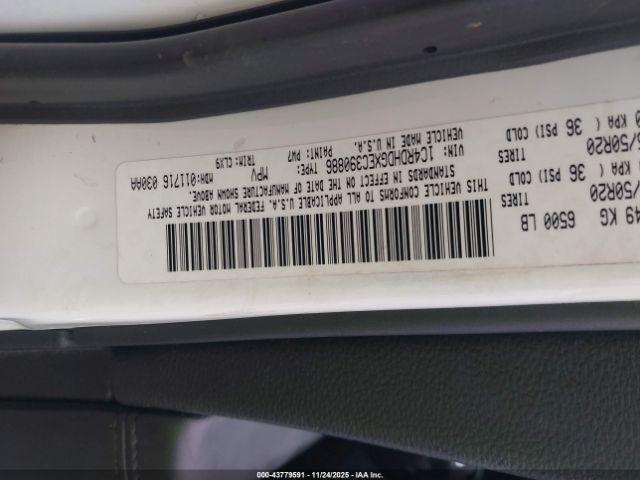 49 KG ( 6500 LB
TIRES
/50R20
0 KPA ( 36 PSI) COLD
TIRES
5/50R20
0 KPA ( 36 PSI) COLD
THIS VEHICLE CONFORMS TO ALL APPLICABLE U.S.A. FEDERAL MOTOR VEHICLE SAFETY
STANDARDS IN EFFECT ON THE DATE OF MANUFACTURE SHOWN ABOVE.
VIN: 1C4RDHDGXEC390886 TYPE: MPV MDH:011716 030AA
VEHICLE MADE IN U.S.A. PAINT: PW7 TRIM: CLX9
000-43779591 - 11/24/2025 - IAA Inc.